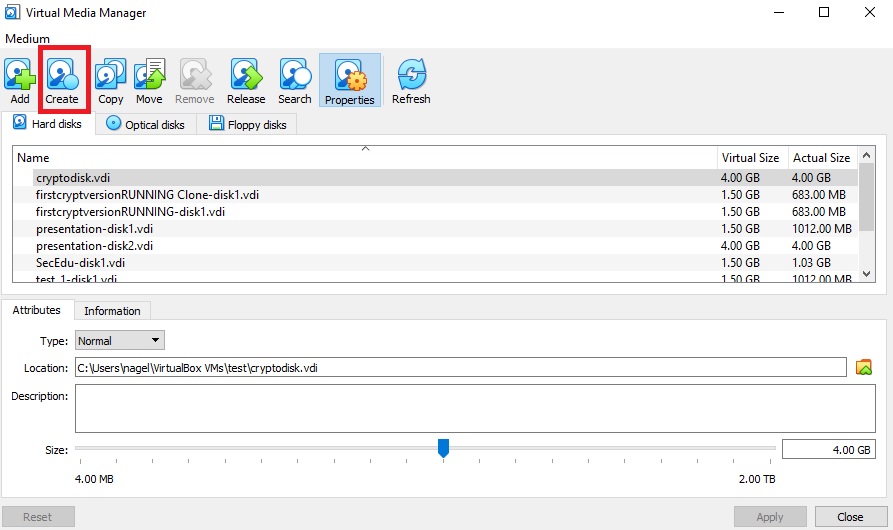 Virtual Media Manager
Medium
Add Create Copy Move Remove Release Search Properties Refresh
Hard disks Optical disks Floppy disks
Name Virtual Size Actual Size
cryptodisk.vdi 4.00 GB 4.00 GB
firstcryptversionRUNNING Clone-disk1.vdi 1.50 GB 683.00 MB
firstcryptversionRUNNING-disk1.vdi 1.50 GB 683.00 MB
presentation-disk1.vdi 1.50 GB 1012.00 MB
presentation-disk2.vdi 4.00 GB 4.00 GB
SecEdu-disk1.vdi 1.50 GB 1.03 GB
test_1-disk1.vdi 1.50 GB 1012.00 MB
Attributes Information
Type: Normal
Location: C:\Users\nagel\VirtualBox VMs\test\cryptodisk.vdi
Description:
Size: 4.00 GB
4.00 MB 2.00 TB
Reset Apply Close